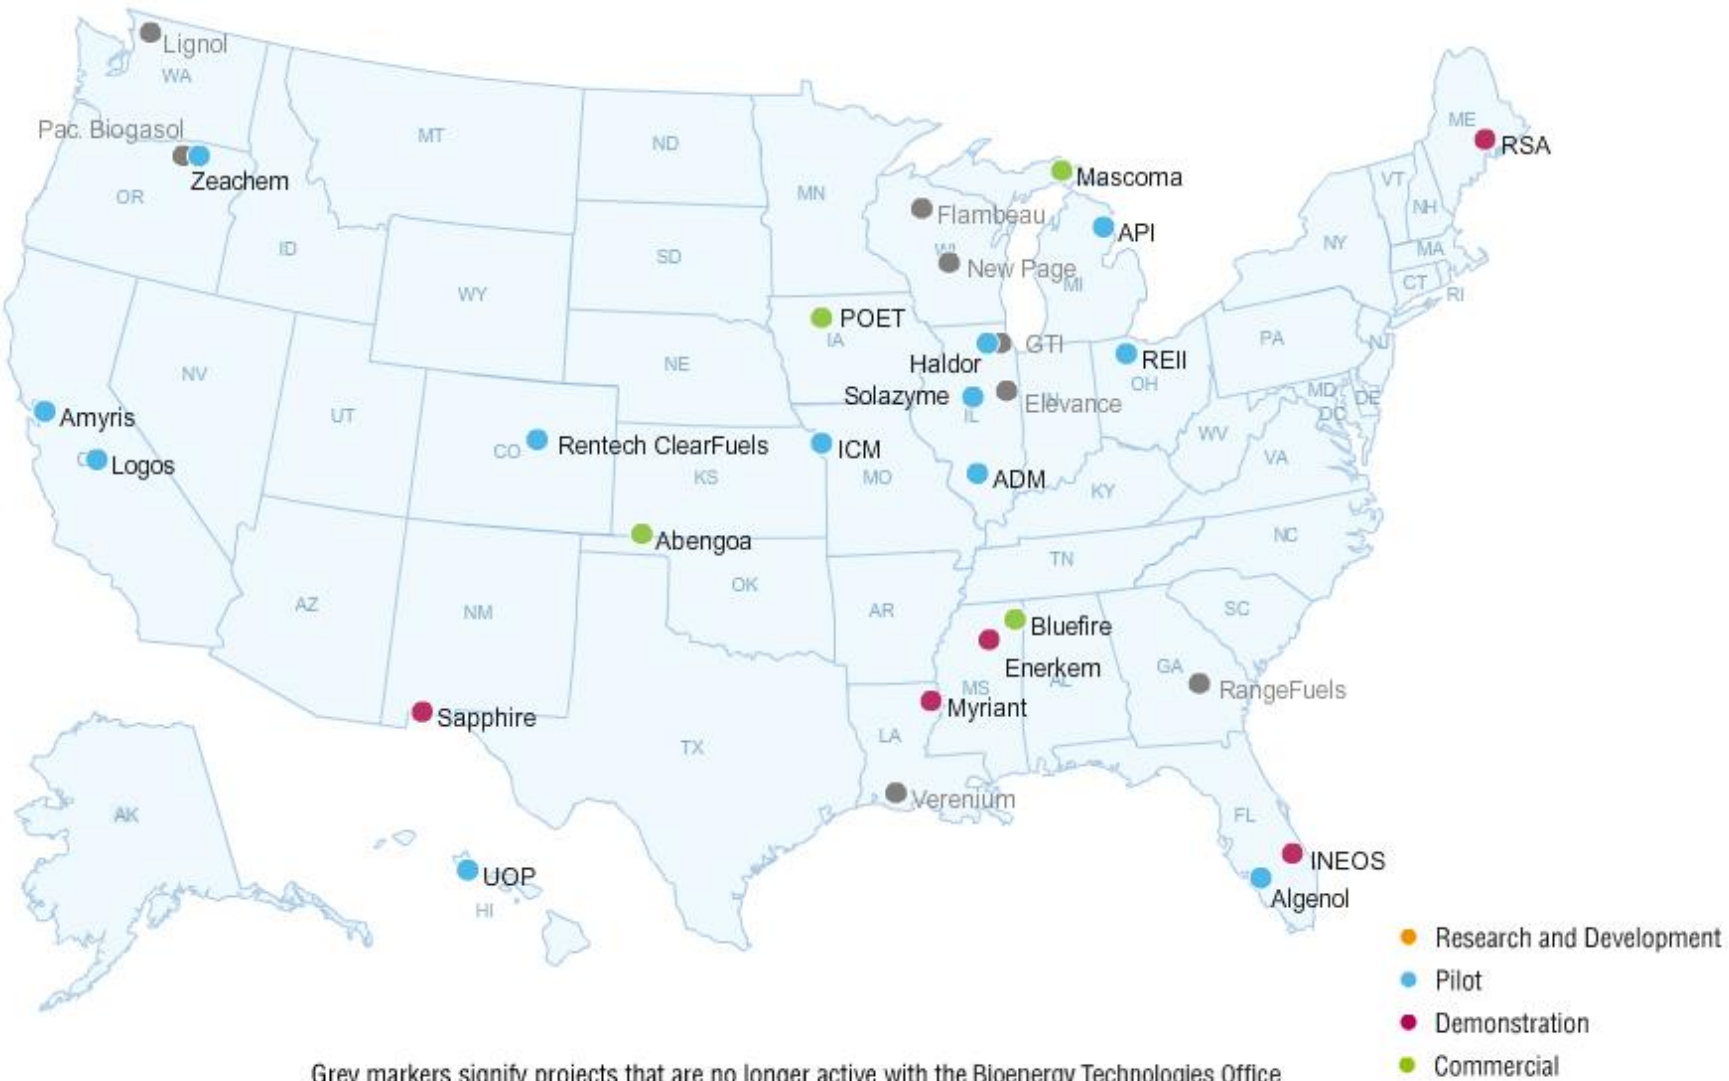 Lignol
WA
Pac. Biogasol
Zeachem
OR
MT
ND
MN
ID
SD
WY
Mascoma
Flambeau
API
WI
New Page
MI
ME
RSA
VT
NH
NY
MA
CT
RI
POET
IA
NE
NV
UT
Haldor
GTI
REII
OH
PA
NJ
Solazyme
IL
Elevance
IN
MD
DE
DC
Amyris
Logos
CO
Rentech ClearFuels
ICM
KS
MO
ADM
KY
WV
VA
Abengoa
OK
TN
NC
AZ
NM
AR
SC
Bluefire
Enerkem
MS
AL
GA
RangeFuels
Sapphire
Myriant
TX
LA
Verenium
FL
AK
UOP
HI
INEOS
Algenol
Research and Development
Pilot
Demonstration
Commercial
Grey markers signify projects that are no longer active with the Bioenergy Technologies Office